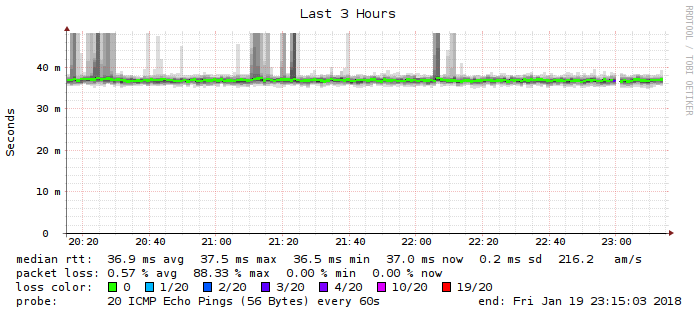 Last 3 Hours
RRDTOOL / TOBI OETIKER
Seconds
40 m
30 m
20 m
10 m
0
20:20 20:40 21:00 21:20 21:40 22:00 22:20 22:40 23:00
median rtt: 36.9 ms avg 37.5 ms max 36.5 ms min 37.0 ms now 0.2 ms sd 216.2 am/s
packet loss: 0.57 % avg 88.33 % max 0.00 % min 0.00 % now
loss color: 0 1/20 2/20 3/20 4/20 10/20 19/20
probe: 20 ICMP Echo Pings (56 Bytes) every 60s end: Fri Jan 19 23:15:03 2018